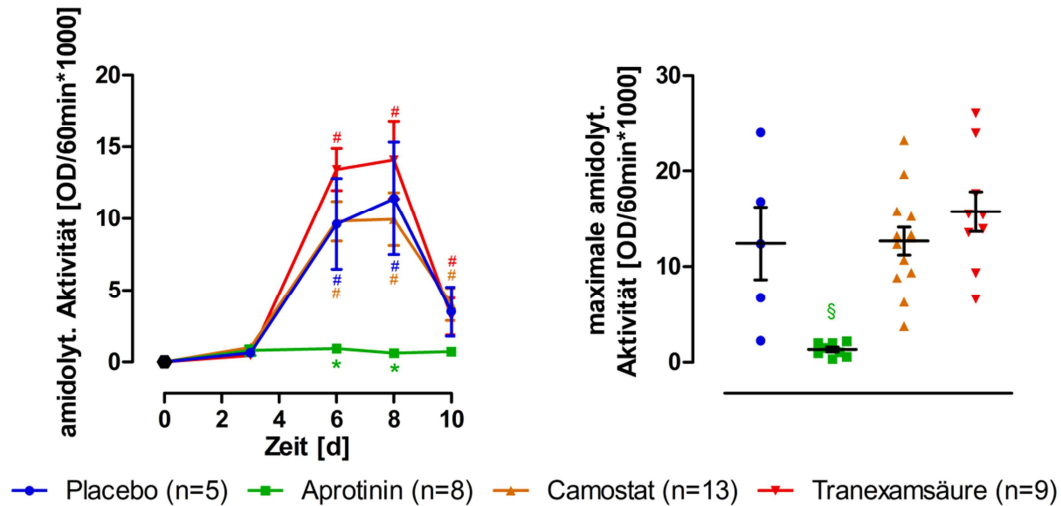 amidolyt. Aktivität [OD/60min*1000]
20
15
10
5
0
# #
# #
# #
# #
* *
0 2 4 6 8 10
Zeit [d]
maximale amidolyt.
Aktivität [OD/60min*1000]
30
20
10
0
§
Placebo (n=5) Aprotinin (n=8) Camostat (n=13) Tranexamsäure (n=9)